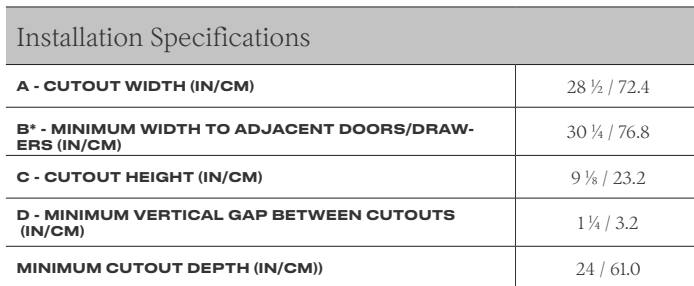 Installation Specifications
A - CUTOUT WIDTH (IN/CM) 28 ½ / 72.4
B* - MINIMUM WIDTH TO ADJACENT DOORS/DRAW-
ERS (IN/CM) 30 ¼ / 76.8
C - CUTOUT HEIGHT (IN/CM) 9 ⅛ / 23.2
D - MINIMUM VERTICAL GAP BETWEEN CUTOUTS
(IN/CM) 1 ¼ / 3.2
MINIMUM CUTOUT DEPTH (IN/CM)) 24 / 61.0